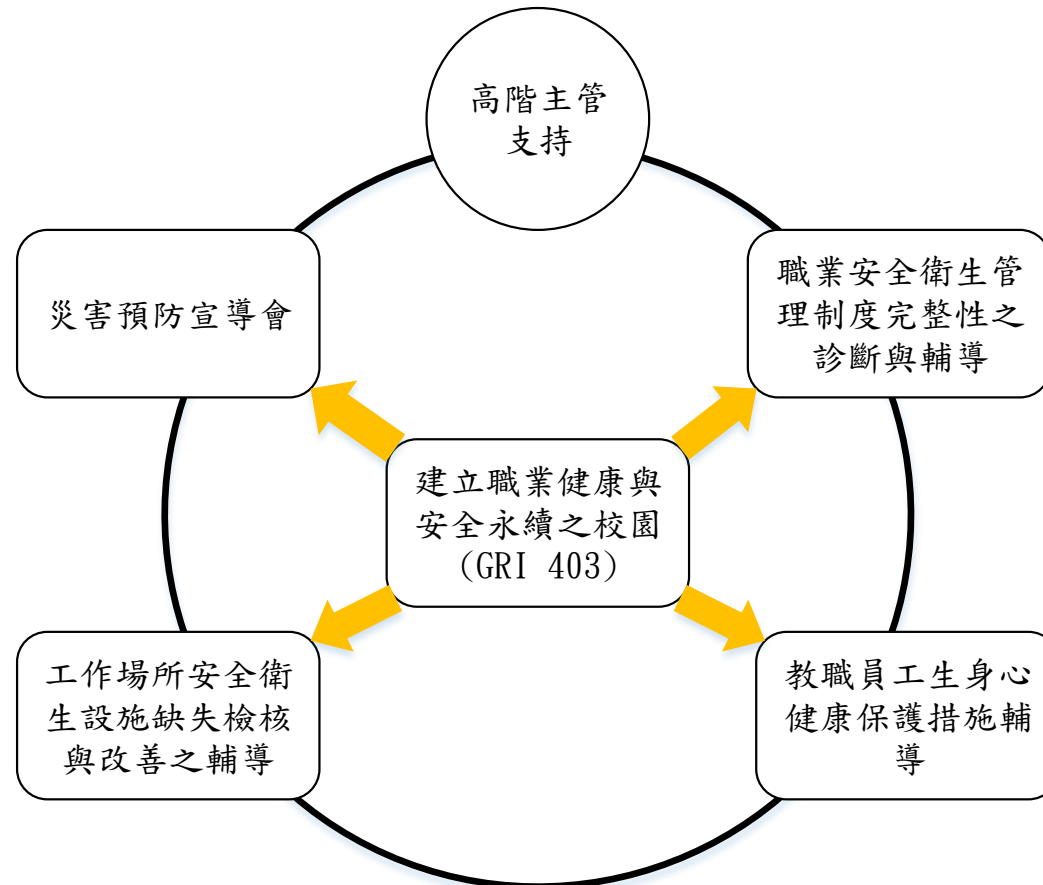 高階主管
支持
災害預防宣導會
職業安全衛生管
理制度完整性之
診斷與輔導
建立職業健康與
安全永續之校園
(GRI 403)
工作場所安全衛
生設施缺失檢核
與改善之輔導
教職員工生身心
健康保護措施輔
導